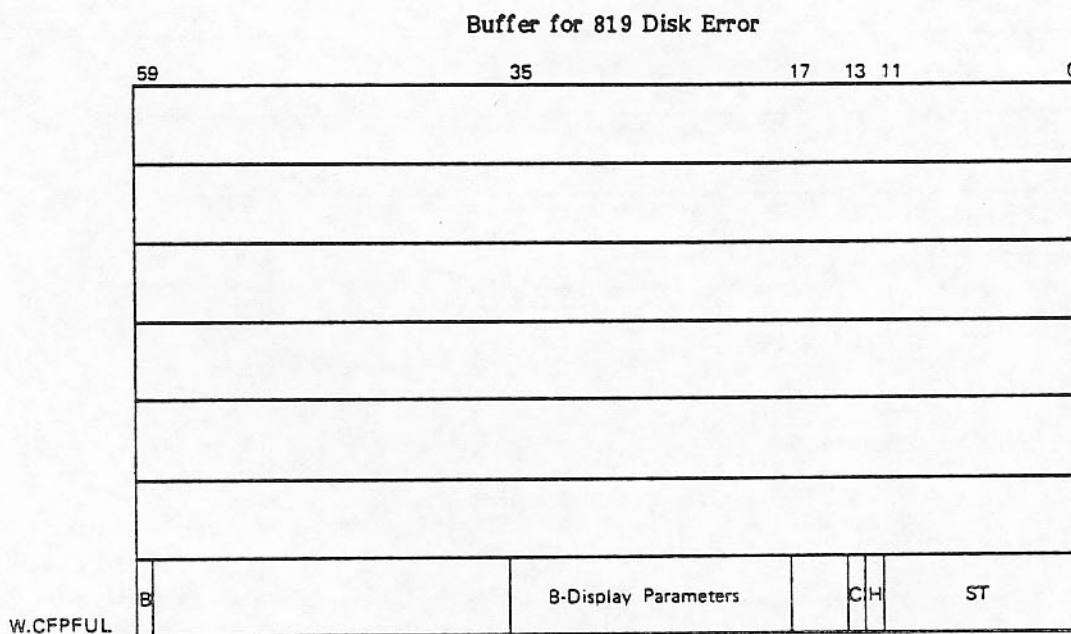 Buffer for 819 Disk Error
59 35 17 13 11 0
B B-Display Parameters C H ST
W.CFPFUL